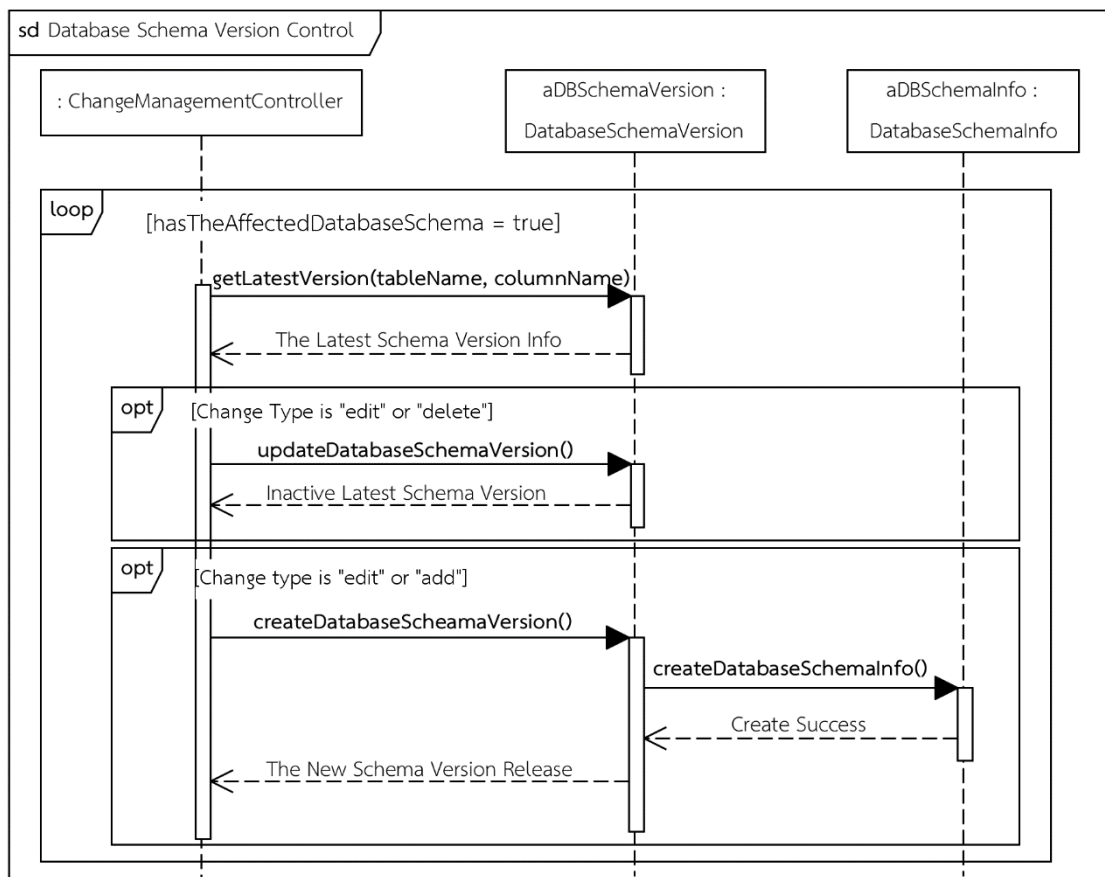 sd Database Schema Version Control
: ChangeManagementController
aDBSchemaVersion :
DatabaseSchemaVersion
aDBSchemaInfo :
DatabaseSchemaInfo
loop
[hasTheAffectedDatabaseSchema = true]
getLatestVersion(tableName, columnName)
The Latest Schema Version Info
opt
[Change Type is "edit" or "delete"]
updateDatabaseSchemaVersion()
Inactive Latest Schema Version
opt
[Change type is "edit" or "add"]
createDatabaseScheamaVersion()
createDatabaseSchemaInfo()
Create Success
The New Schema Version Release